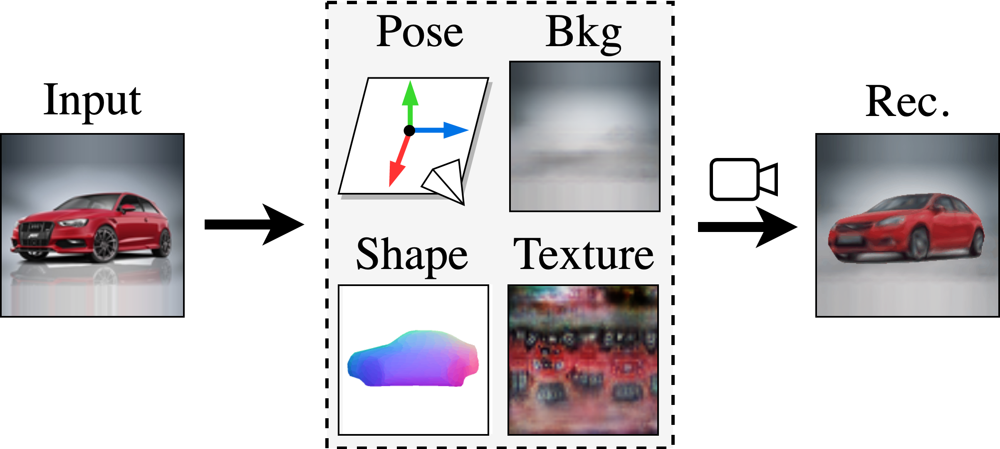 Input
Pose
Bkg
Shape
Texture
Rec.